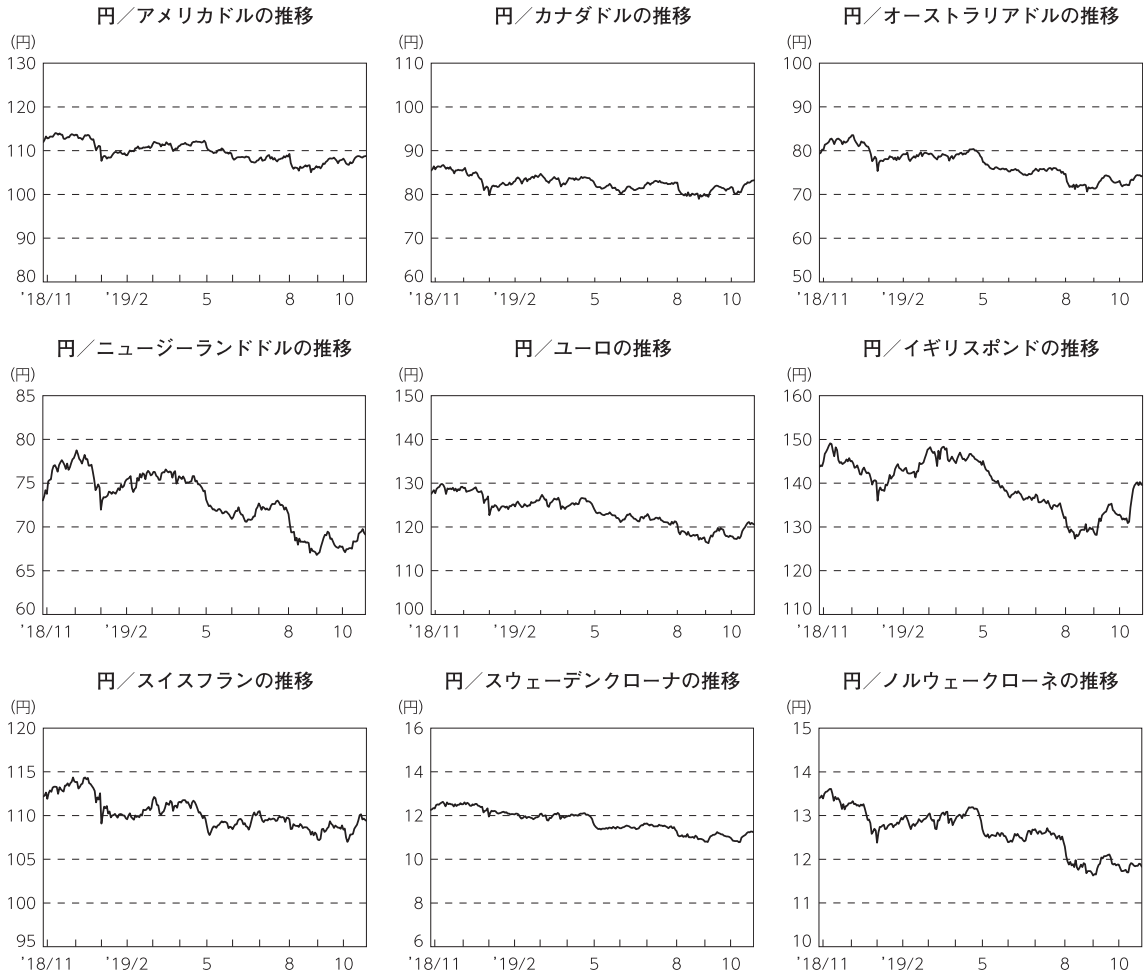 円／アメリカドルの推移
(円)
130
120
110
100
90
80
'18/11 '19/2 5 8 10
円／カナダドルの推移
(円)
110
100
90
80
70
60
'18/11 '19/2 5 8 10
円／オーストラリアドルの推移
(円)
100
90
80
70
60
50
'18/11 '19/2 5 8 10
円／ニュージーランドドルの推移
(円)
85
80
75
70
65
60
'18/11 '19/2 5 8 10
円／ユーロの推移
(円)
150
140
130
120
110
100
'18/11 '19/2 5 8 10
円／イギリスポンドの推移
(円)
160
150
140
130
120
110
'18/11 '19/2 5 8 10
円／スイスフランの推移
(円)
120
115
110
105
100
95
'18/11 '19/2 5 8 10
円／スウェーデンクローナの推移
(円)
16
14
12
10
8
6
'18/11 '19/2 5 8 10
円／ノルウェークローネの推移
(円)
15
14
13
12
11
10
'18/11 '19/2 5 8 10